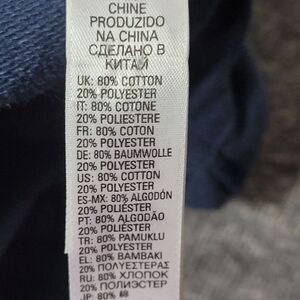 CHINE
PRODUZIDO
NA CHINA
СДЕЛАНО В
КИТАЙ
UK: 80% COTTON
20% POLYESTER
IT: 80% COTONE
20% POLIESTERE
FR: 80% COTON
20% POLYESTER
DE: 80% BAUMWOLLE
20% POLYESTER
US: 80% COTTON
20% POLYESTER
ES-MX: 80% ALGODÓN
20% POLIÉSTER
PT: 80% ALGODÃO
20% POLIÉSTER
TR: 80% PAMUKLU
20% POLYESTER
EL: 80% ΒΑΜΒΑΚΙ
20% ΠΟΛΥΕΣΤΕΡΑΣ
RU: 80% ХЛОПОК
20% ПОЛИЭСТЕР
JP: 80%